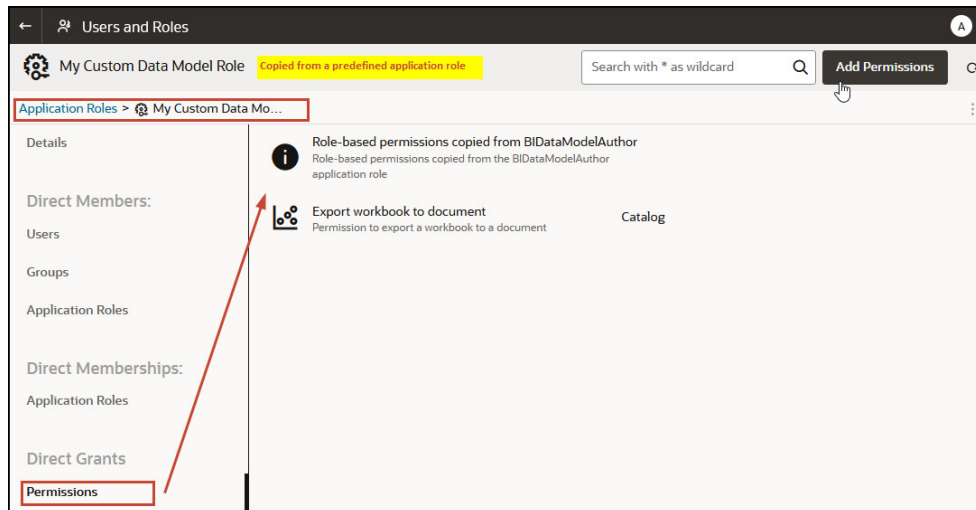 Users and Roles
A
My Custom Data Model Role
Copied from a predefined application role
Search with * as wildcard
Add Permissions
Application Roles > My Custom Data Mo...
Details
Role-based permissions copied from BIDataModelAuthor
Role-based permissions copied from the BIDataModelAuthor
application role
Direct Members:
Export workbook to document
Catalog
Permission to export a workbook to a document
Users
Groups
Application Roles
Direct Memberships:
Application Roles
Direct Grants
Permissions